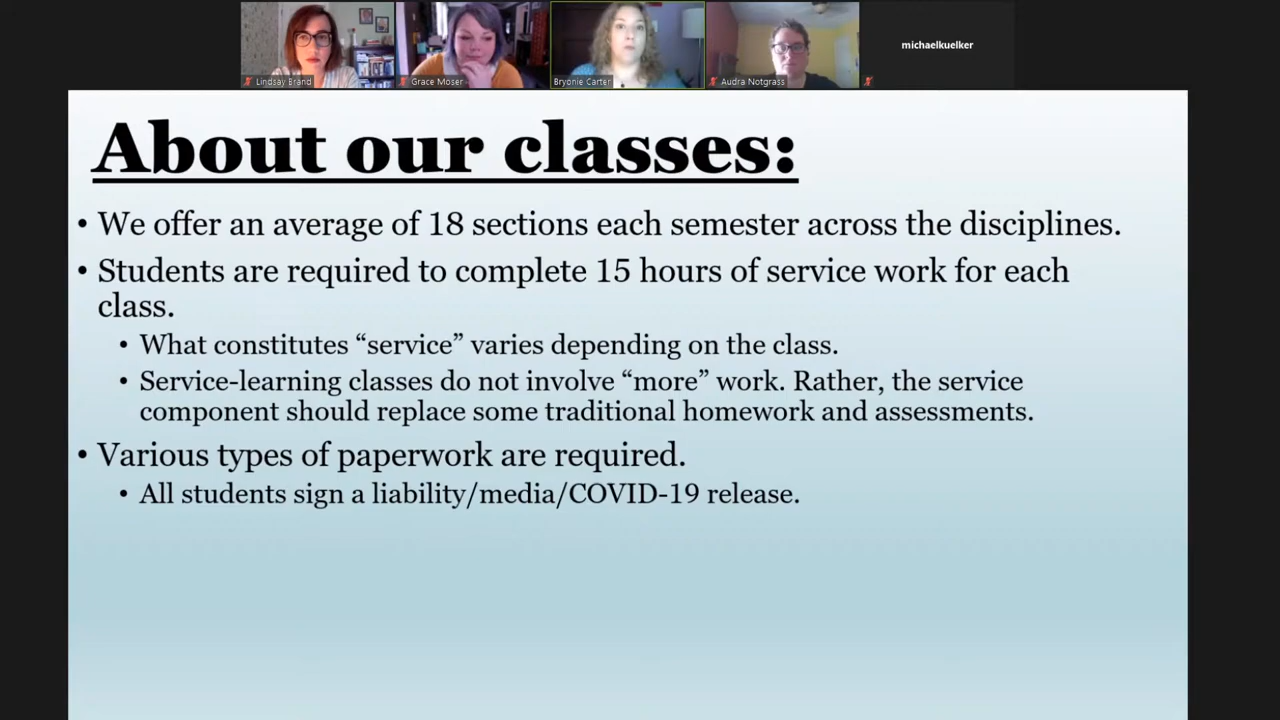 Lindsay Brand
Grace Moser
Bryonie Carter
Audra Notgrass
michaelkuelker
About our classes:
• We offer an average of 18 sections each semester across the disciplines.
• Students are required to complete 15 hours of service work for each
class.
• What constitutes “service” varies depending on the class.
• Service-learning classes do not involve “more” work. Rather, the service
component should replace some traditional homework and assessments.
• Various types of paperwork are required.
• All students sign a liability/media/COVID-19 release.